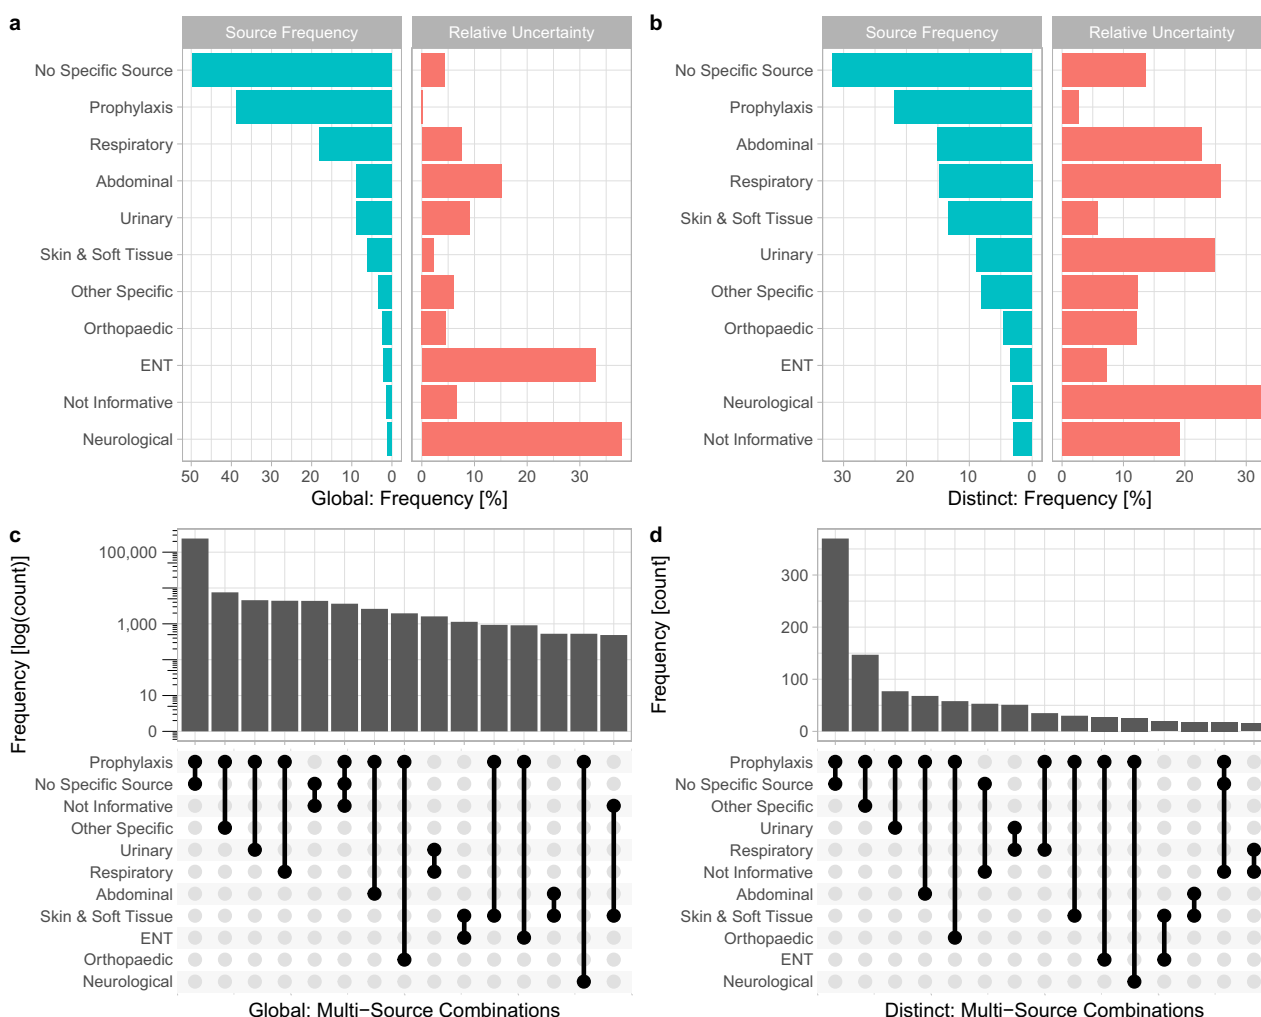 a
Source Frequency
Relative Uncertainty
No Specific Source
Prophylaxis
Respiratory
Abdominal
Urinary
Skin & Soft Tissue
Other Specific
Orthopaedic
ENT
Not Informative
Neurological
50 40 30 20 10 0
0 10 20 30
Global: Frequency [%]
b
Source Frequency
Relative Uncertainty
No Specific Source
Prophylaxis
Abdominal
Respiratory
Skin & Soft Tissue
Urinary
Other Specific
Orthopaedic
ENT
Neurological
Not Informative
30 20 10 0
0 10 20 30
Distinct: Frequency [%]
c
Frequency [log(count)]
100,000
1,000
10
0
Prophylaxis
No Specific Source
Not Informative
Other Specific
Urinary
Respiratory
Abdominal
Skin & Soft Tissue
ENT
Orthopaedic
Neurological
Global: Multi−Source Combinations
d
Frequency [count]
300
200
100
0
Prophylaxis
No Specific Source
Other Specific
Urinary
Respiratory
Not Informative
Abdominal
Skin & Soft Tissue
Orthopaedic
ENT
Neurological
Distinct: Multi−Source Combinations